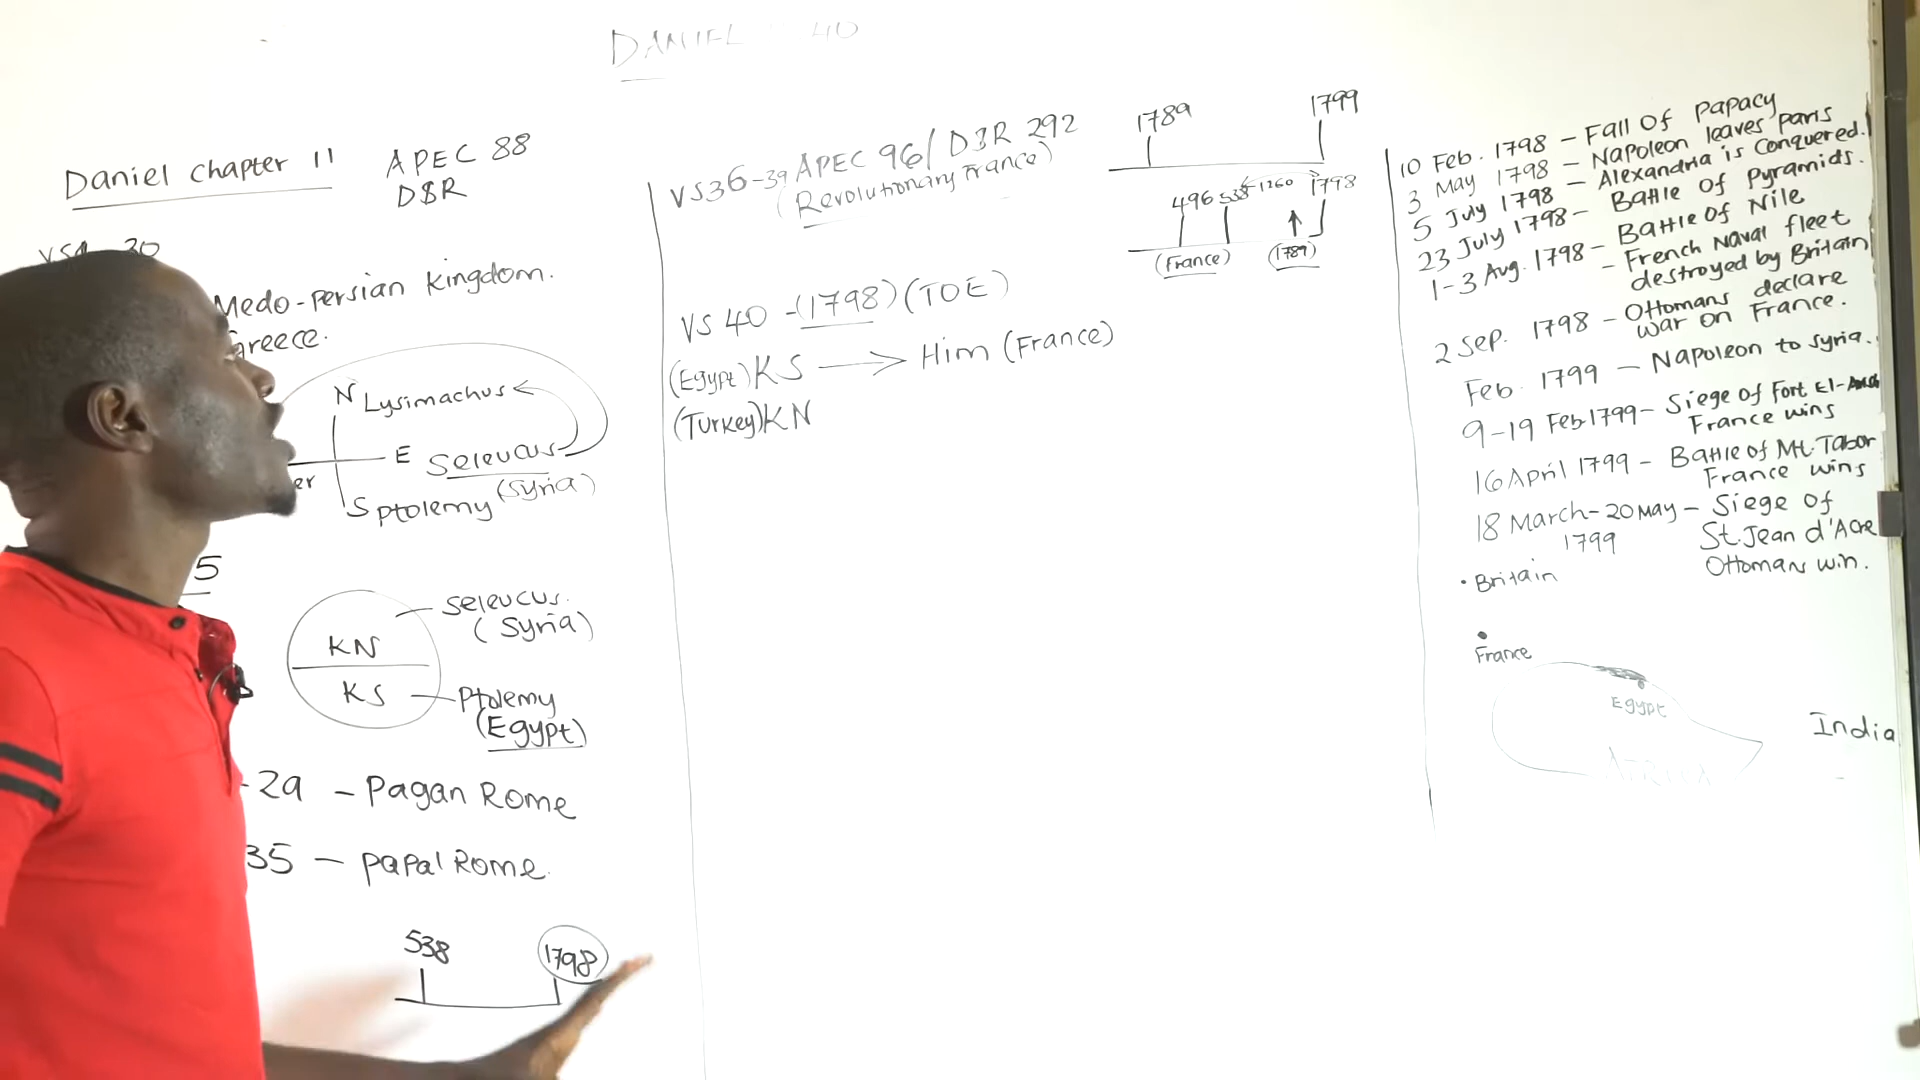 DANIEL 40
Daniel chapter 11
APEC 88
D&R
Medo-persian kingdom.
Greece.
N Lysimachus
E Seleucus
(Syria)
er
S Ptolemy
5
KN
KS
Seleucus.
(Syria)
Ptolemy
(Egypt)
-29 - Pagan Rome
35 - papal Rome.
538 1798
VS36-39 APEC 96/ D&R 292
(Revolutionary France)
VS 40 -(1798)(TOE)
(Egypt)KS → Him (France)
(Turkey)KN
1789 1799
496 538 1260 1798
(France) (1789)
10 Feb. 1798 - Fall Of Papacy
3 May 1798 - Napoleon leaves paris
5 July 1798 - Alexandria is conquered.
23 July 1798 - Battle Of Pyramids.
1-3 Aug. 1798 - Battle Of Nile
- French Naval fleet
destroyed by Britain
2 Sep. 1798 - Ottomans declare
war on France.
Feb. 1799 - Napoleon to Syria.
9-19 Feb 1799 - Siege of Fort El-Arish
France wins
16 April 1799 - Battle of Mt. Tabor
France wins
18 March - 20 May - Siege of
1799 St. Jean d'Acre
Ottomans win.
• Britain
• France
Egypt
India